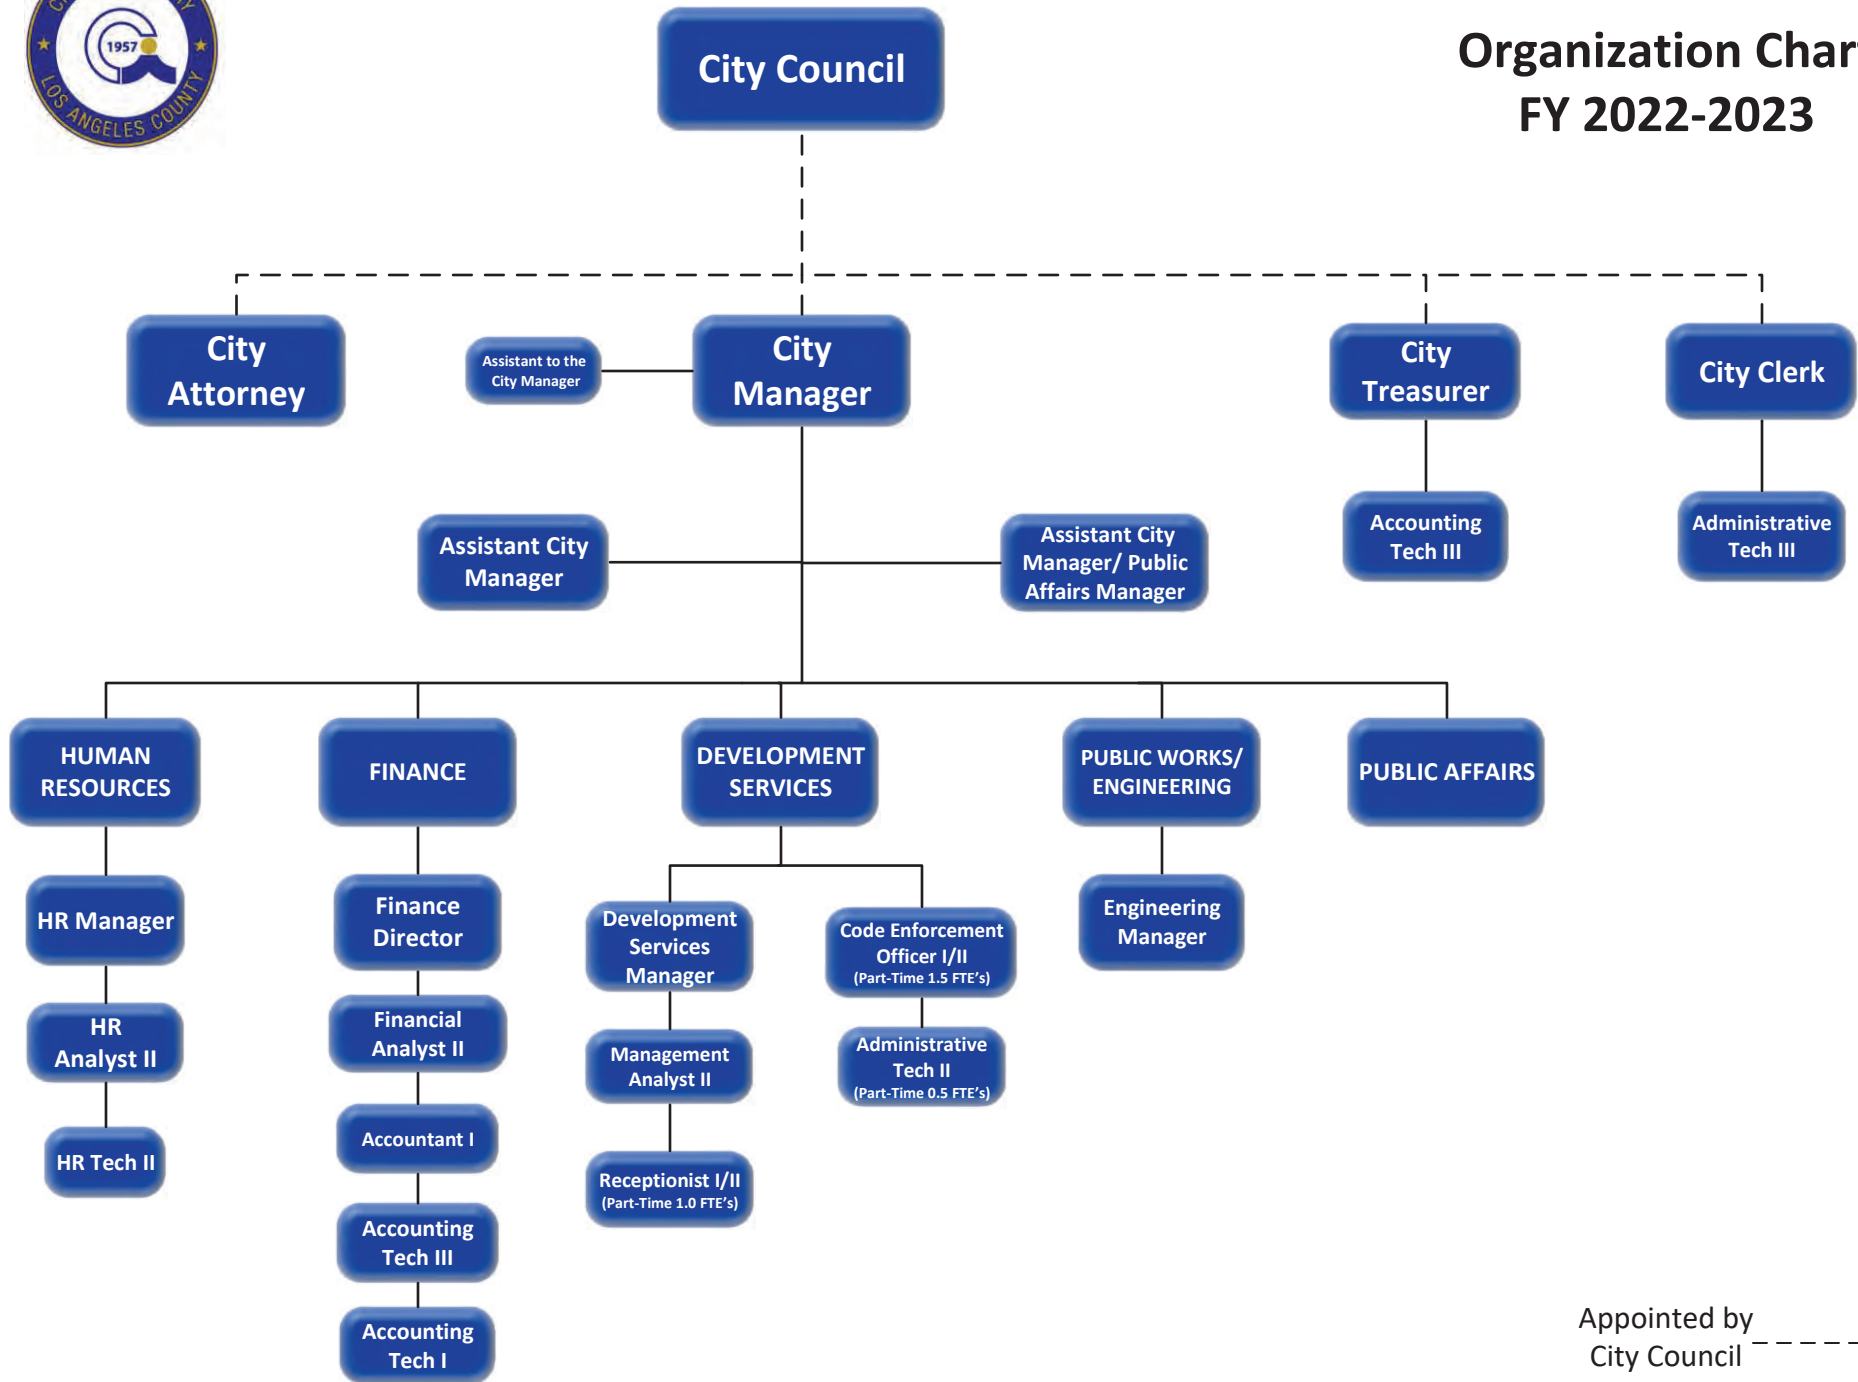 1957
LOS ANGELES COUNTY
Organization Char
FY 2022-2023
City Council
City
Attorney
Assistant to the
City Manager
City
Manager
City
Treasurer
City Clerk
Assistant City
Manager
Assistant City
Manager/ Public
Affairs Manager
Accounting
Tech III
Administrative
Tech III
HUMAN
RESOURCES
FINANCE
DEVELOPMENT
SERVICES
PUBLIC WORKS/
ENGINEERING
PUBLIC AFFAIRS
HR Manager
HR
Analyst II
HR Tech II
Finance
Director
Financial
Analyst II
Accountant I
Accounting
Tech III
Accounting
Tech I
Development
Services
Manager
Management
Analyst II
Receptionist I/II
(Part-Time 1.0 FTE’s)
Code Enforcement
Officer I/II
(Part-Time 1.5 FTE’s)
Administrative
Tech II
(Part-Time 0.5 FTE’s)
Engineering
Manager
Appointed by
City Council